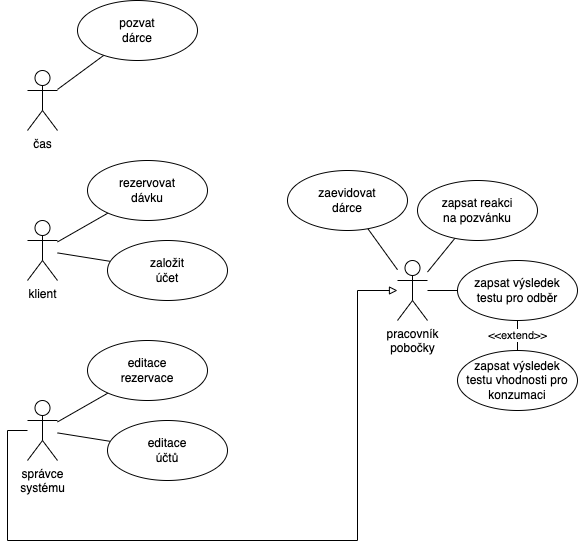 pozvat
dárce
čas
rezervovat
dávku
založit
účet
klient
zaevidovat
dárce
zapsat reakci
na pozvánku
zapsat výsledek
testu pro odběr
pracovník
pobočky
<<extend>>
zapsat výsledek
testu vhodnosti pro
konzumaci
editace
rezervace
editace
účtů
správce
systému